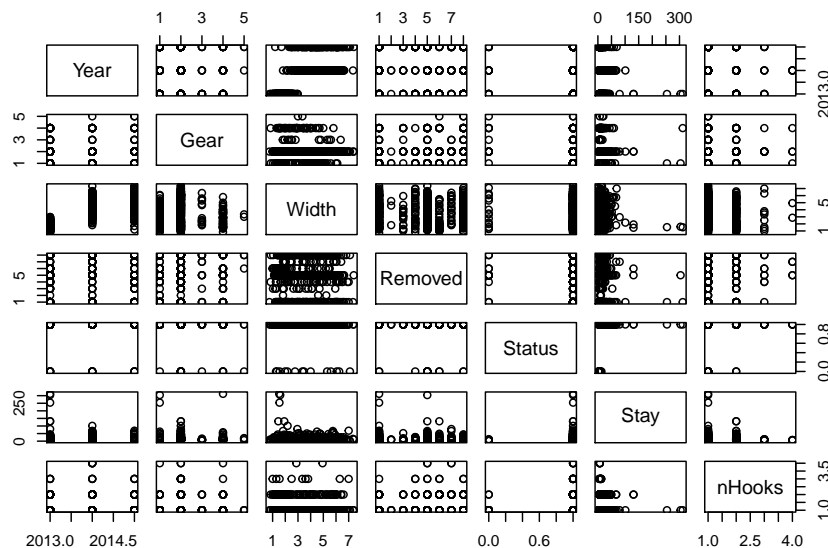 1 3 5 1 3 5 7 0 150 300
Year 2013.0
1 3 5 Gear
Width 1 5
1 5 Removed
Status 0.0 0.8
0 250 Stay
nHooks 1.0 3.5
2013.0 2014.5 1 3 5 7 0.0 0.6 1.0 2.5 4.0